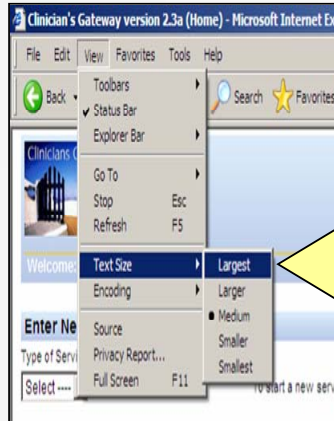 Clinician's Gateway version 2.3a (Home) - Microsoft Internet Ex
File Edit View Favorites Tools Help
Back Search Favorites
Toolbars
Status Bar
Explorer Bar
Go To
Stop Esc
Refresh F5
Text Size
Encoding
Source
Privacy Report...
Full Screen F11
Largest
Larger
Medium
Smaller
Smallest
Clinicians G
Welcome:
Enter Ne
Type of Servi
Select ----
To start a new serv